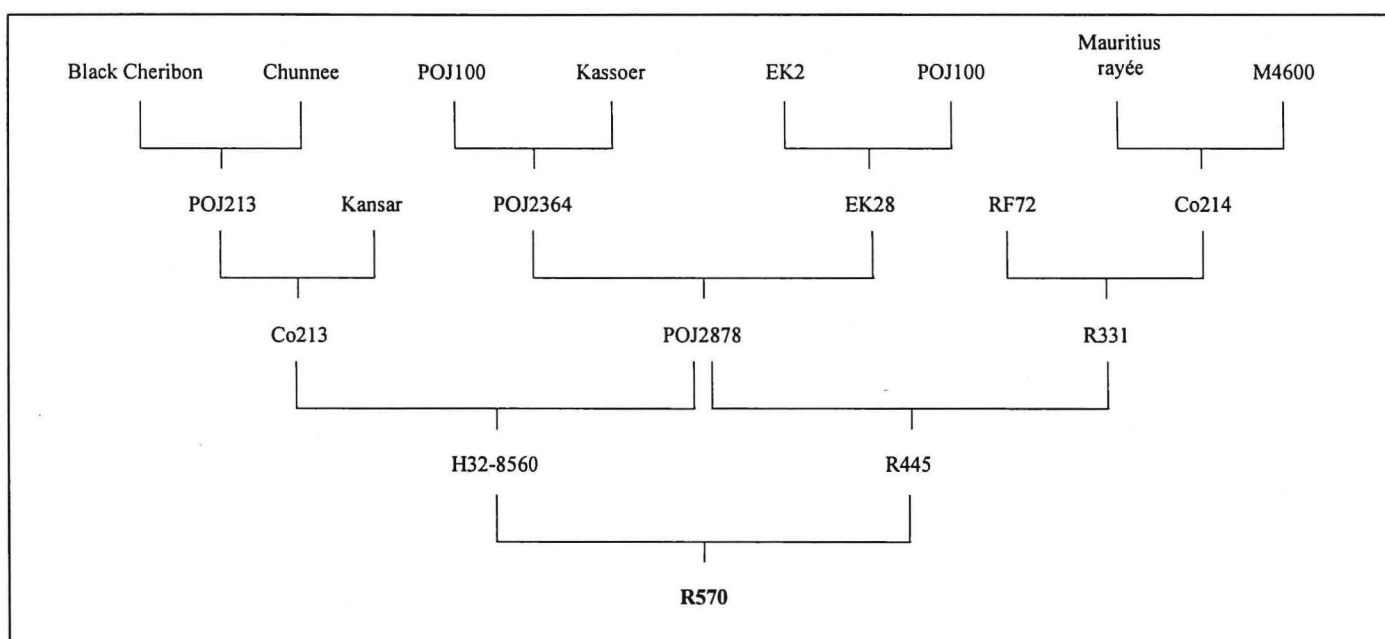 Black Cheribon Chunnee POJ100 Kassoer EK2 POJ100 Mauritius rayée M4600
POJ213 Kansar POJ2364 EK28 RF72 Co214
Co213 POJ2878 R331
H32-8560 R445
R570